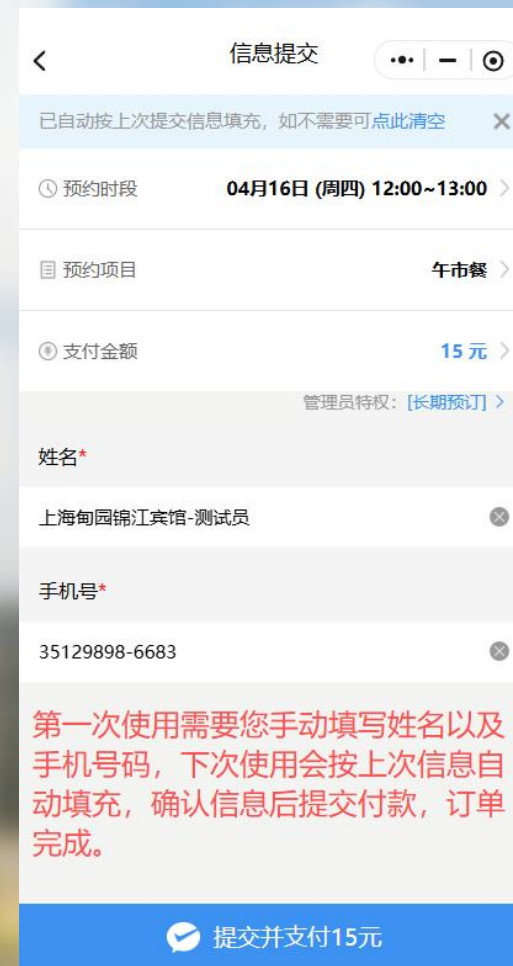 信息提交
已自动按上次提交信息填充，如不需要可点此清空
预约时段 04月16日 (周四) 12:00~13:00
预约项目 午市餐
支付金额 15 元
管理员特权：[长期预订]
姓名*
上海甸园锦江宾馆-测试员
手机号*
35129898-6683
第一次使用需要您手动填写姓名以及
手机号码，下次使用会按上次信息自
动填充，确认信息后提交付款，订单
完成。
提交并支付15元